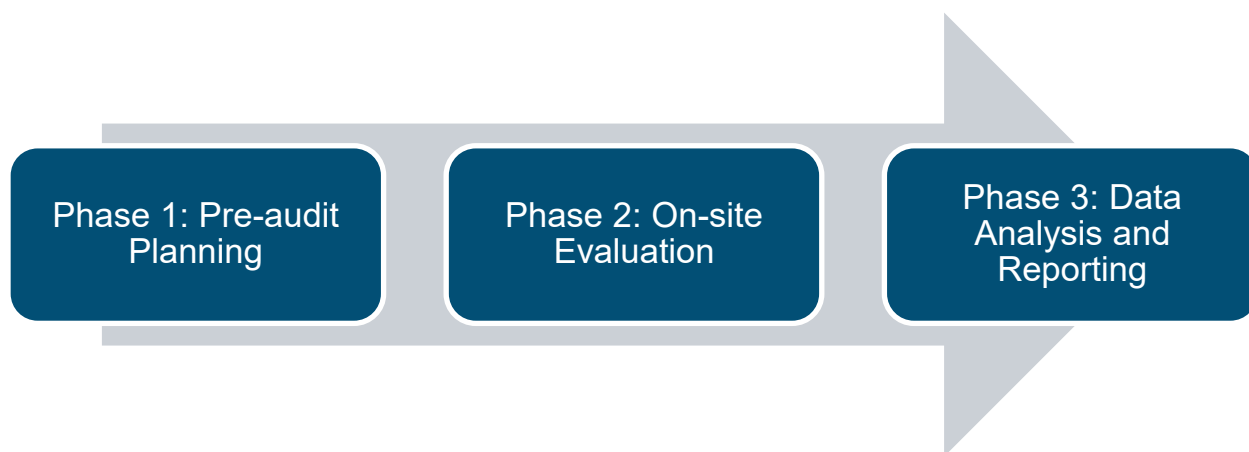 Phase 1: Pre-audit
Planning
Phase 2: On-site
Evaluation
Phase 3: Data
Analysis and
Reporting